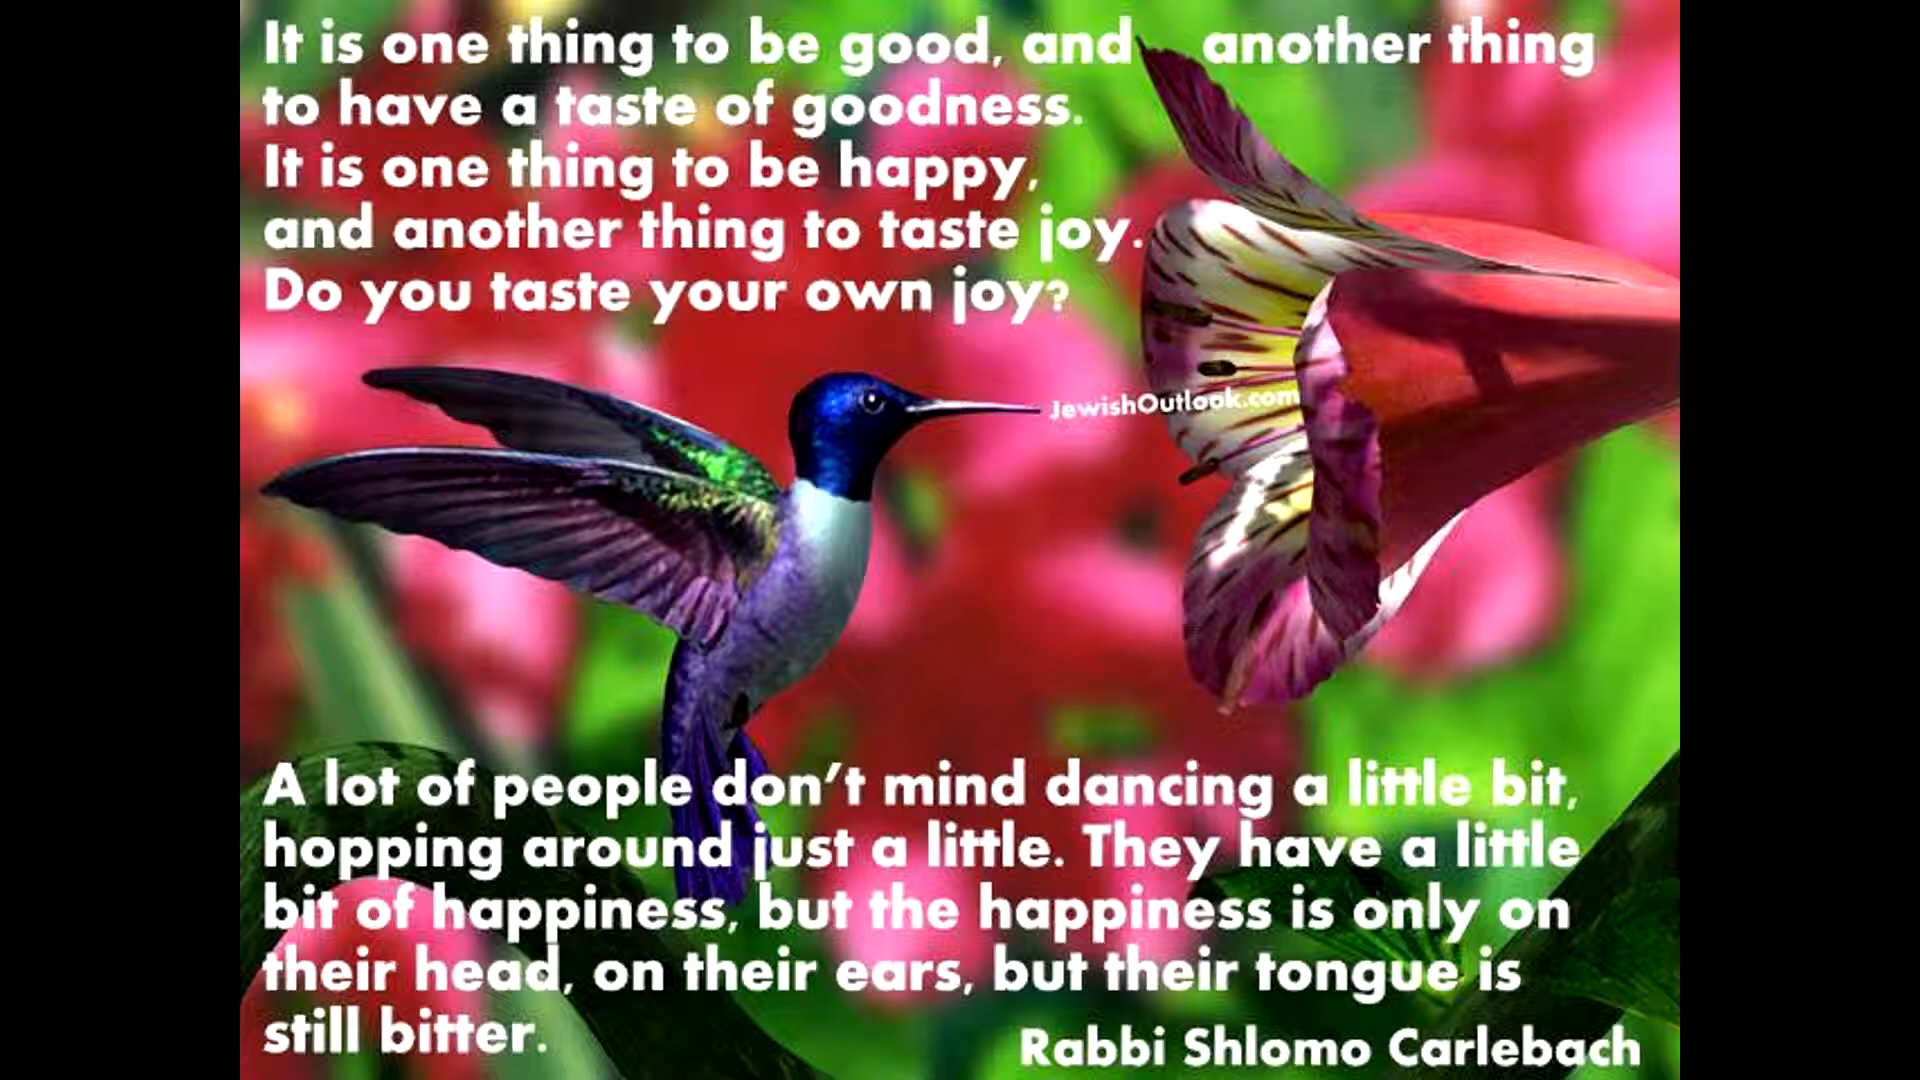 It is one thing to be good, and another thing
to have a taste of goodness.
It is one thing to be happy,
and another thing to taste joy.
Do you taste your own joy?
JewishOutlook.com
A lot of people don't mind dancing a little bit,
hopping around just a little. They have a little
bit of happiness, but the happiness is only on
their head, on their ears, but their tongue is
still bitter.
Rabbi Shlomo Carlebach